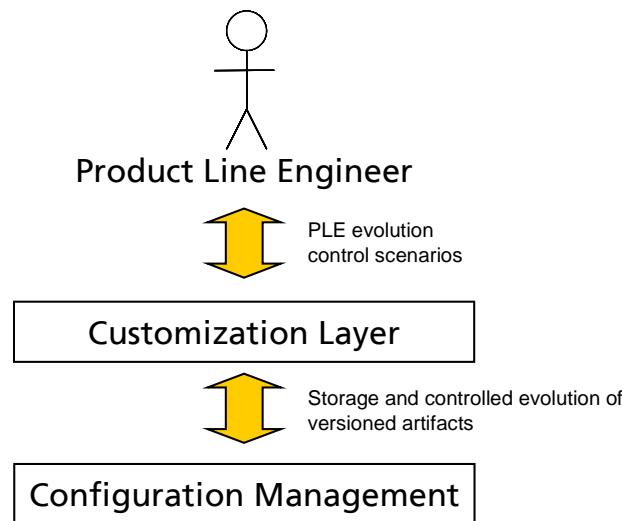 Product Line Engineer
PLE evolution
control scenarios
Customization Layer
Storage and controlled evolution of
versioned artifacts
Configuration Management